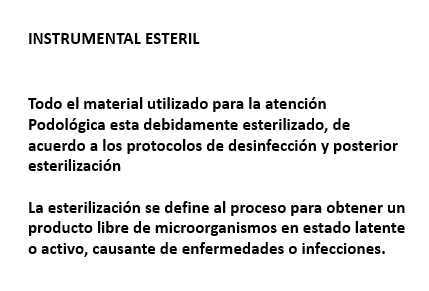 INSTRUMENTAL ESTERIL
Todo el material utilizado para la atención
Podológica esta debidamente esterilizado, de
acuerdo a los protocolos de desinfección y posterior
esterilización
La esterilización se define al proceso para obtener un
producto libre de microorganismos en estado latente
o activo, causante de enfermedades o infecciones.